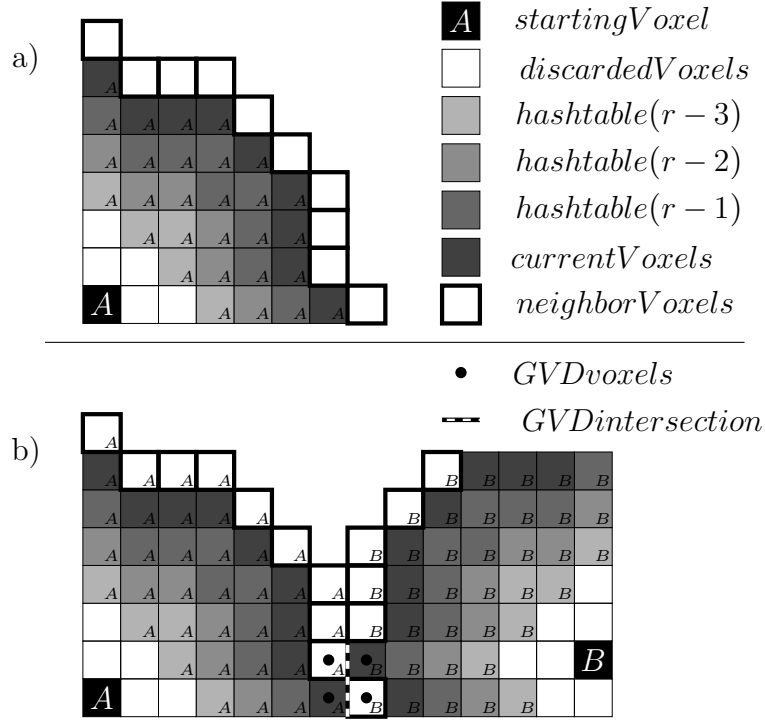 A startingVoxel
a)
discardedVoxels
A
A A A A
hashtable(r − 3)
A A A A A
hashtable(r − 2)
A A A A A A
hashtable(r − 1)
A A A A A
currentVoxels
A A A A
neighborVoxels
A A A A A
GVDvoxels
GVDintersection
b)
A
A A A A B B B B B
A A A A A B B B B B B
A A A A A A B B B B B B B
A A A A A A A B B B B B B
A A A A A A B B B B B
A A A A A B B B B B
A A A A A B B B B B